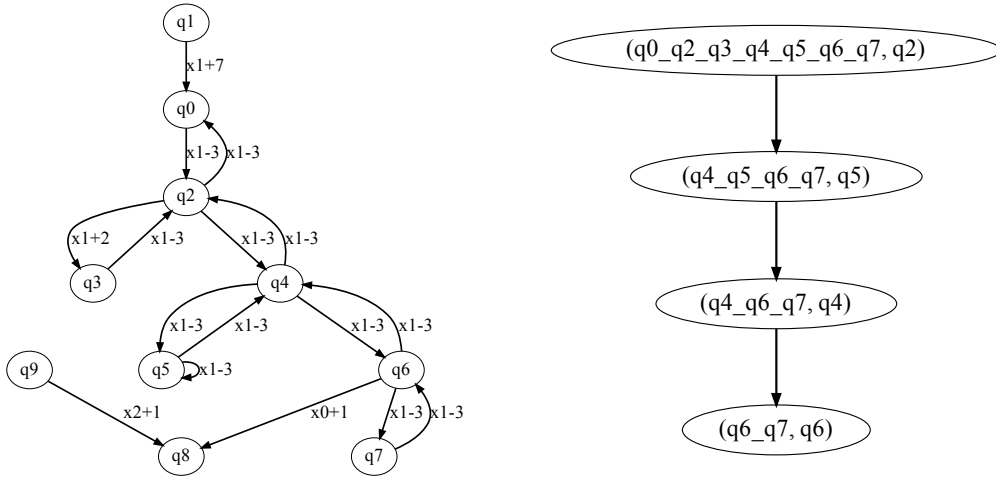 q1
x1+7
q0
x1-3 x1-3
q2
x1+2 x1-3 x1-3 x1-3
q3 q4
x1-3 x1-3 x1-3 x1-3
q9 q5 x1-3 q6
x2+1 x0+1 x1-3 x1-3
q8 q7
(q0_q2_q3_q4_q5_q6_q7, q2)
(q4_q5_q6_q7, q5)
(q4_q6_q7, q4)
(q6_q7, q6)